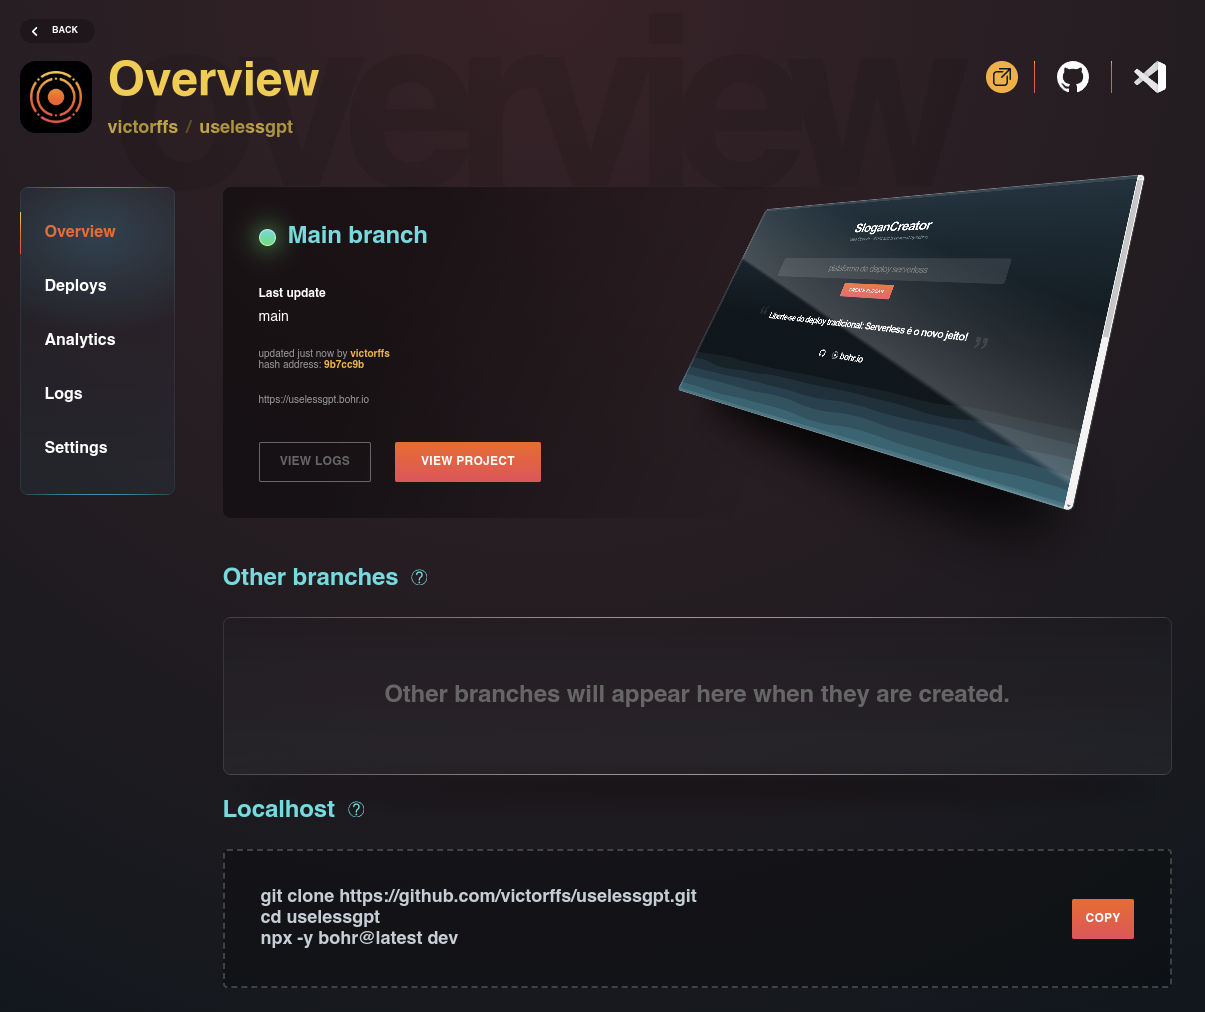 BACK
overview
Overview
victorffs / uselessgpt
Overview
Deploys
Analytics
Logs
Settings
Main branch
Last update
main
updated just now by victorffs
hash address: 9b7cc9b
https://uselessgpt.bohr.io
VIEW LOGS
VIEW PROJECT
SloganCreator
plataforma de deploy serverless
CREATE SLOGAN
“Liberte-se do deploy tradicional: Serverless é o novo jeito!”
bohr.io
Other branches
Other branches will appear here when they are created.
Localhost
git clone https://github.com/victorffs/uselessgpt.git
cd uselessgpt
npx -y bohr@latest dev
COPY